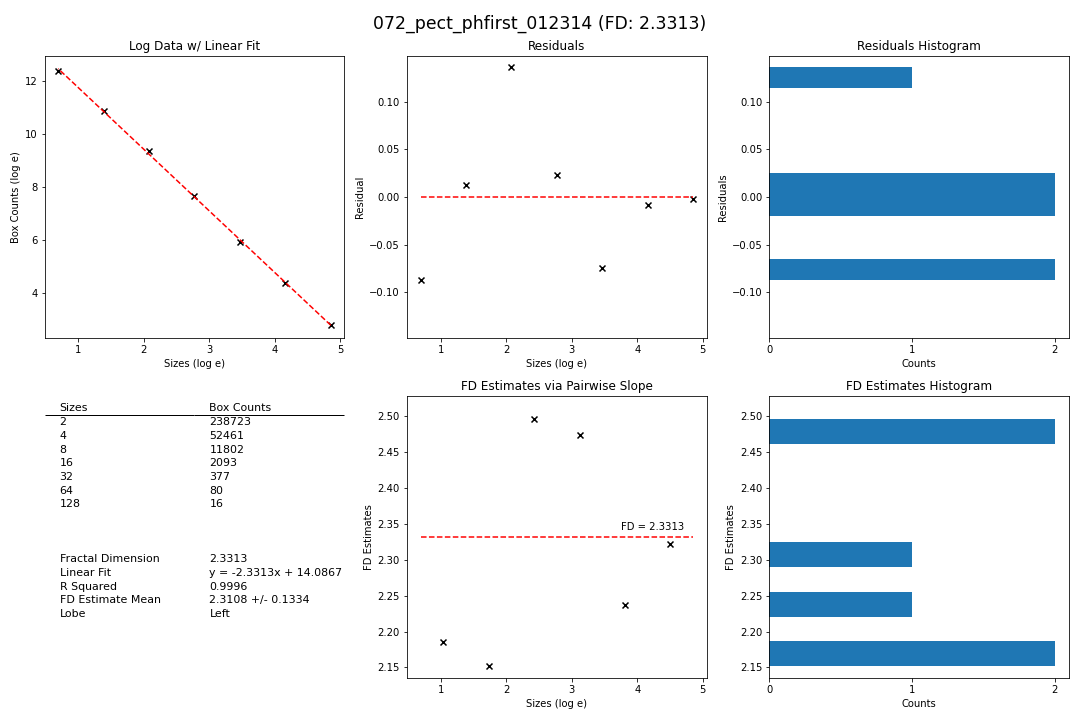 072_pect_phfirst_012314 (FD: 2.3313)
Log Data w/ Linear Fit
Box Counts (log e)
12
10
8
6
4
1 2 3 4 5
Sizes (log e)
Residuals
Residual
0.10
0.05
0.00
−0.05
−0.10
1 2 3 4 5
Sizes (log e)
Residuals Histogram
Residuals
0.10
0.05
0.00
−0.05
−0.10
0 1 2
Counts
Sizes Box Counts
2 238723
4 52461
8 11802
16 2093
32 377
64 80
128 16
Fractal Dimension 2.3313
Linear Fit y = -2.3313x + 14.0867
R Squared 0.9996
FD Estimate Mean 2.3108 +/- 0.1334
Lobe Left
FD Estimates via Pairwise Slope
FD Estimates
2.50
2.45
2.40
2.35
2.30
2.25
2.20
2.15
FD = 2.3313
1 2 3 4 5
Sizes (log e)
FD Estimates Histogram
FD Estimates
2.50
2.45
2.40
2.35
2.30
2.25
2.20
2.15
0 1 2
Counts